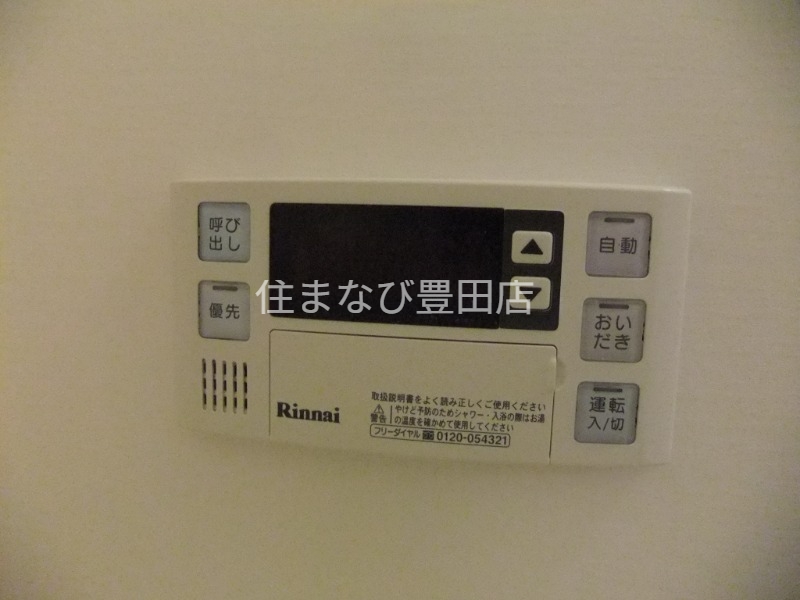 呼び
出し
優先
自動
おい
だき
運転
入/切
住まなび豊田店
Rinnai
取扱説明書をよく読み正しくご使用ください
警告
やけど予防のためシャワー・入浴の際はお湯
の温度を確かめて使用してください
フリーダイヤル 0120-054321